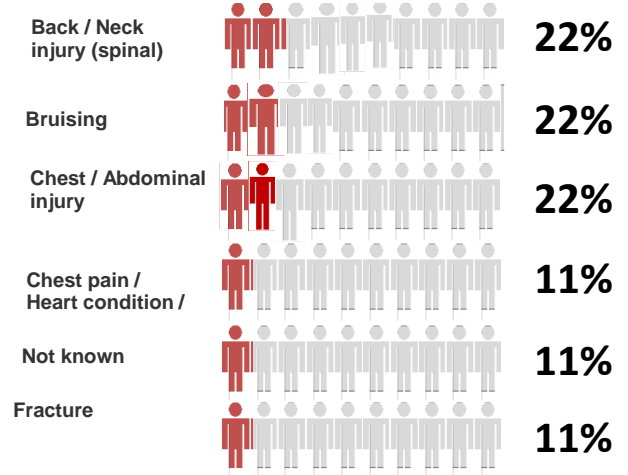 Back / Neck
injury (spinal)
22%
Bruising
22%
Chest / Abdominal
injury
22%
Chest pain /
Heart condition /
11%
Not known
11%
Fracture
11%